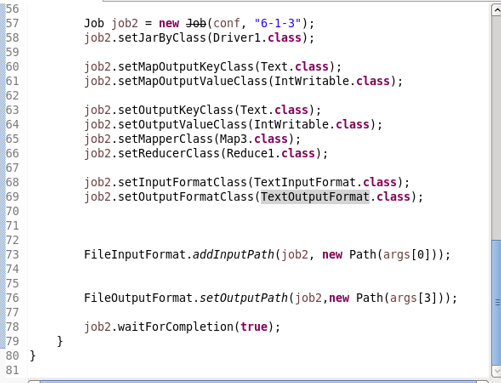 56
57 Job job2 = new Job(conf, "6-1-3");
58 job2.setJarByClass(Driver1.class);
59
60 job2.setMapOutputKeyClass(Text.class);
61 job2.setMapOutputValueClass(IntWritable.class);
62
63 job2.setOutputKeyClass(Text.class);
64 job2.setOutputValueClass(IntWritable.class);
65 job2.setMapperClass(Map3.class);
66 job2.setReducerClass(Reduce1.class);
67
68 job2.setInputFormatClass(TextInputFormat.class);
69 job2.setOutputFormatClass(TextOutputFormat.class);
70
71
72
73 FileInputFormat.addInputPath(job2, new Path(args[0]));
74
75
76 FileOutputFormat.setOutputPath(job2,new Path(args[3]));
77
78 job2.waitForCompletion(true);
79 }
80 }
81